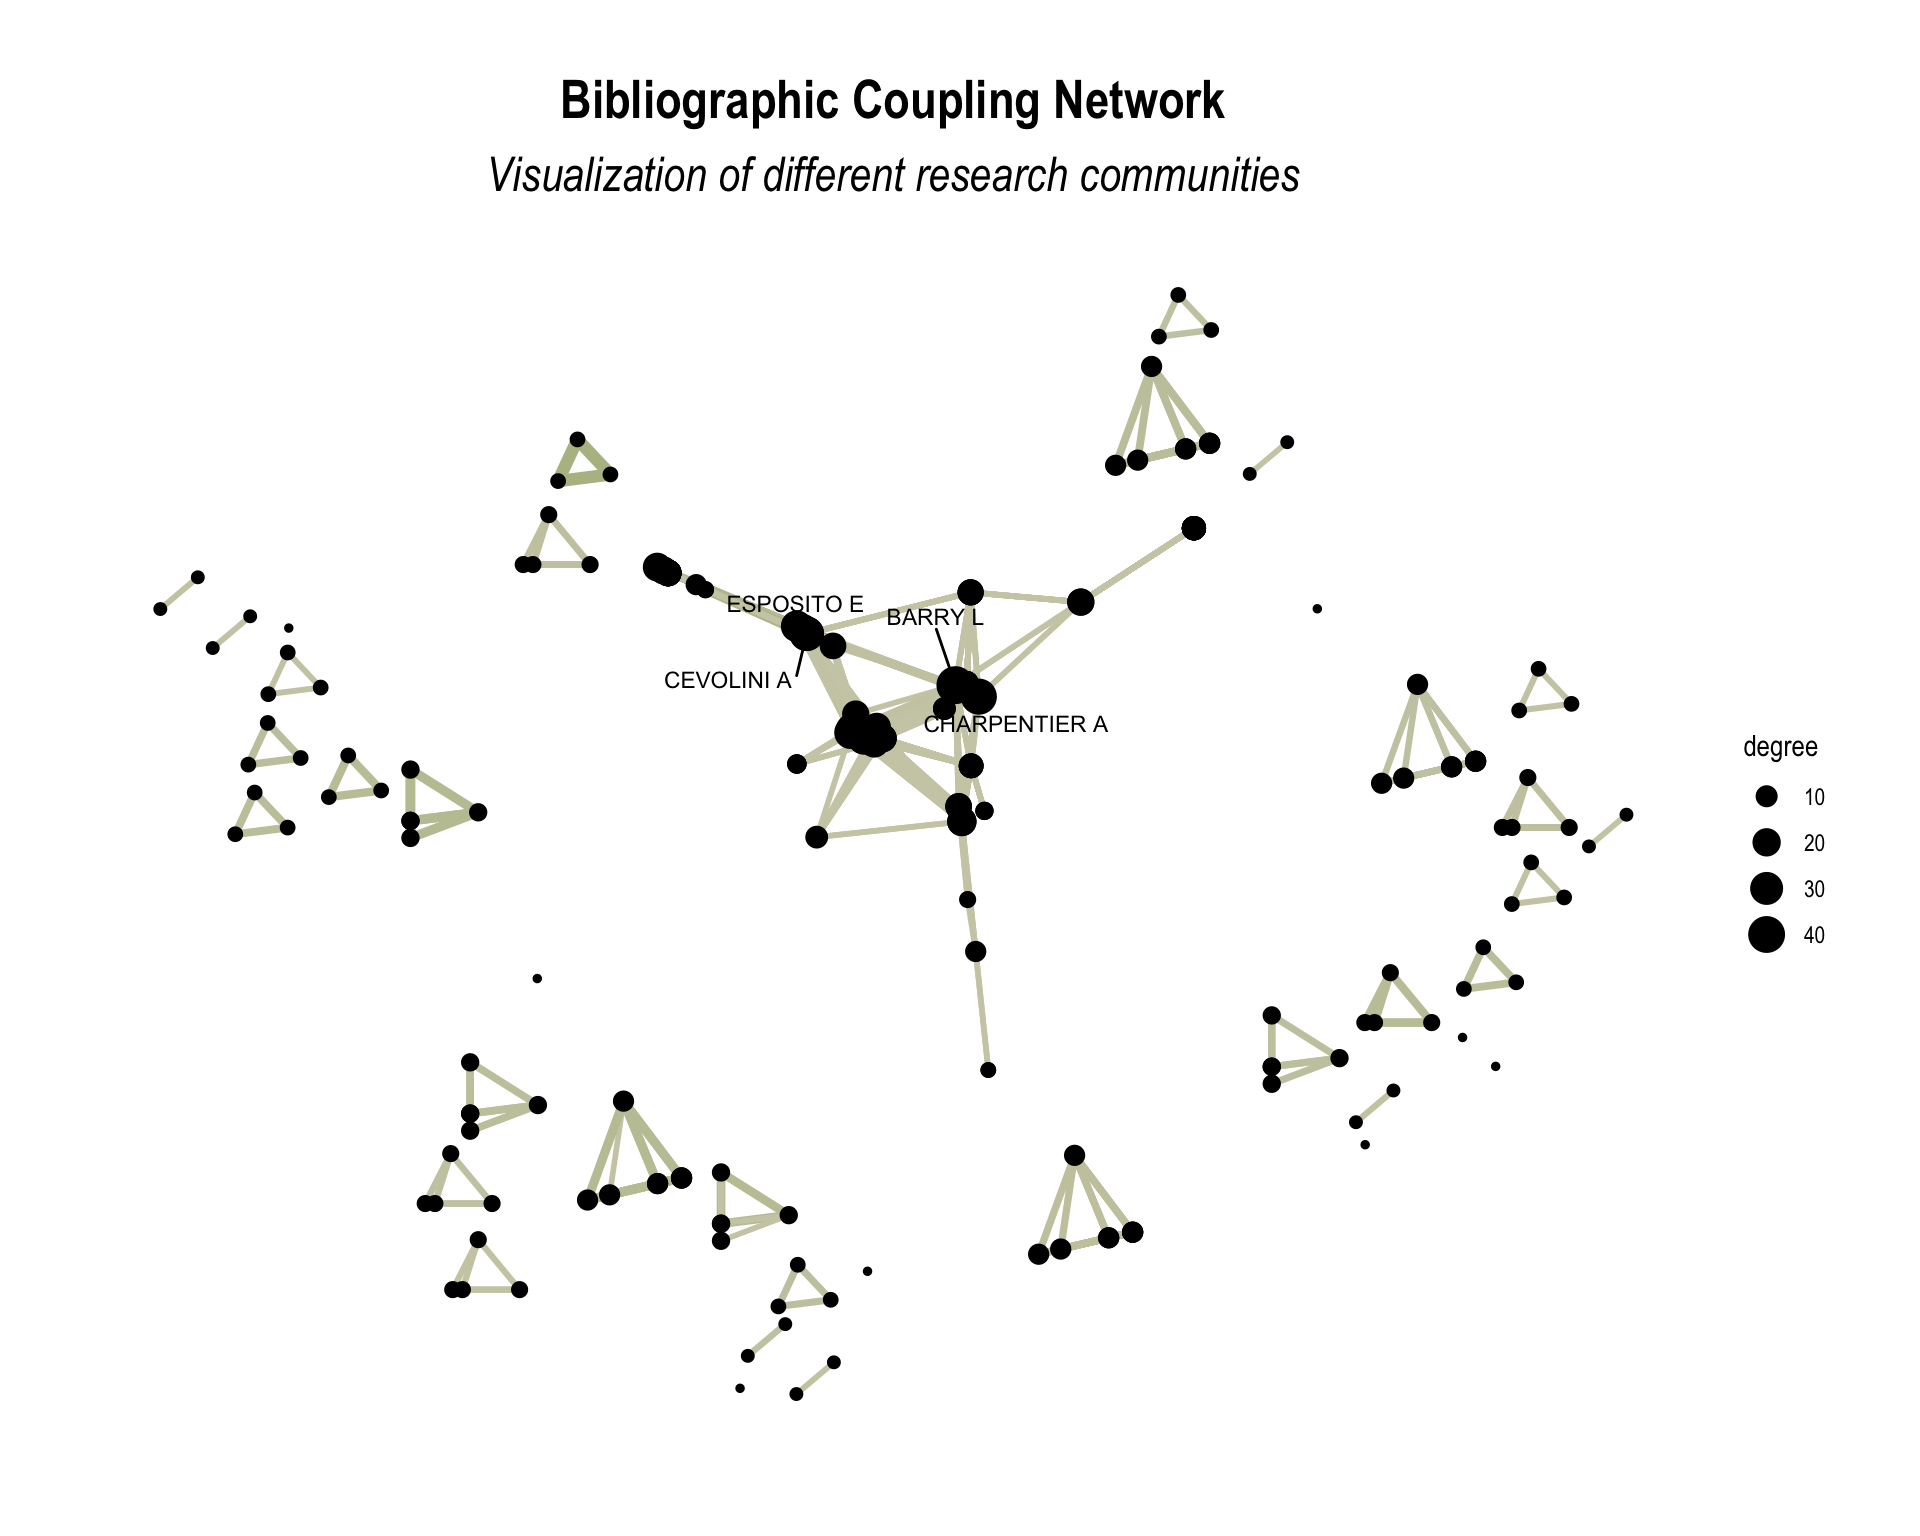 Bibliographic Coupling Network
Visualization of different research communities
ESPOSITO E
BARRY L
CEVOLINI A
CHARPENTIER A
degree
10
20
30
40